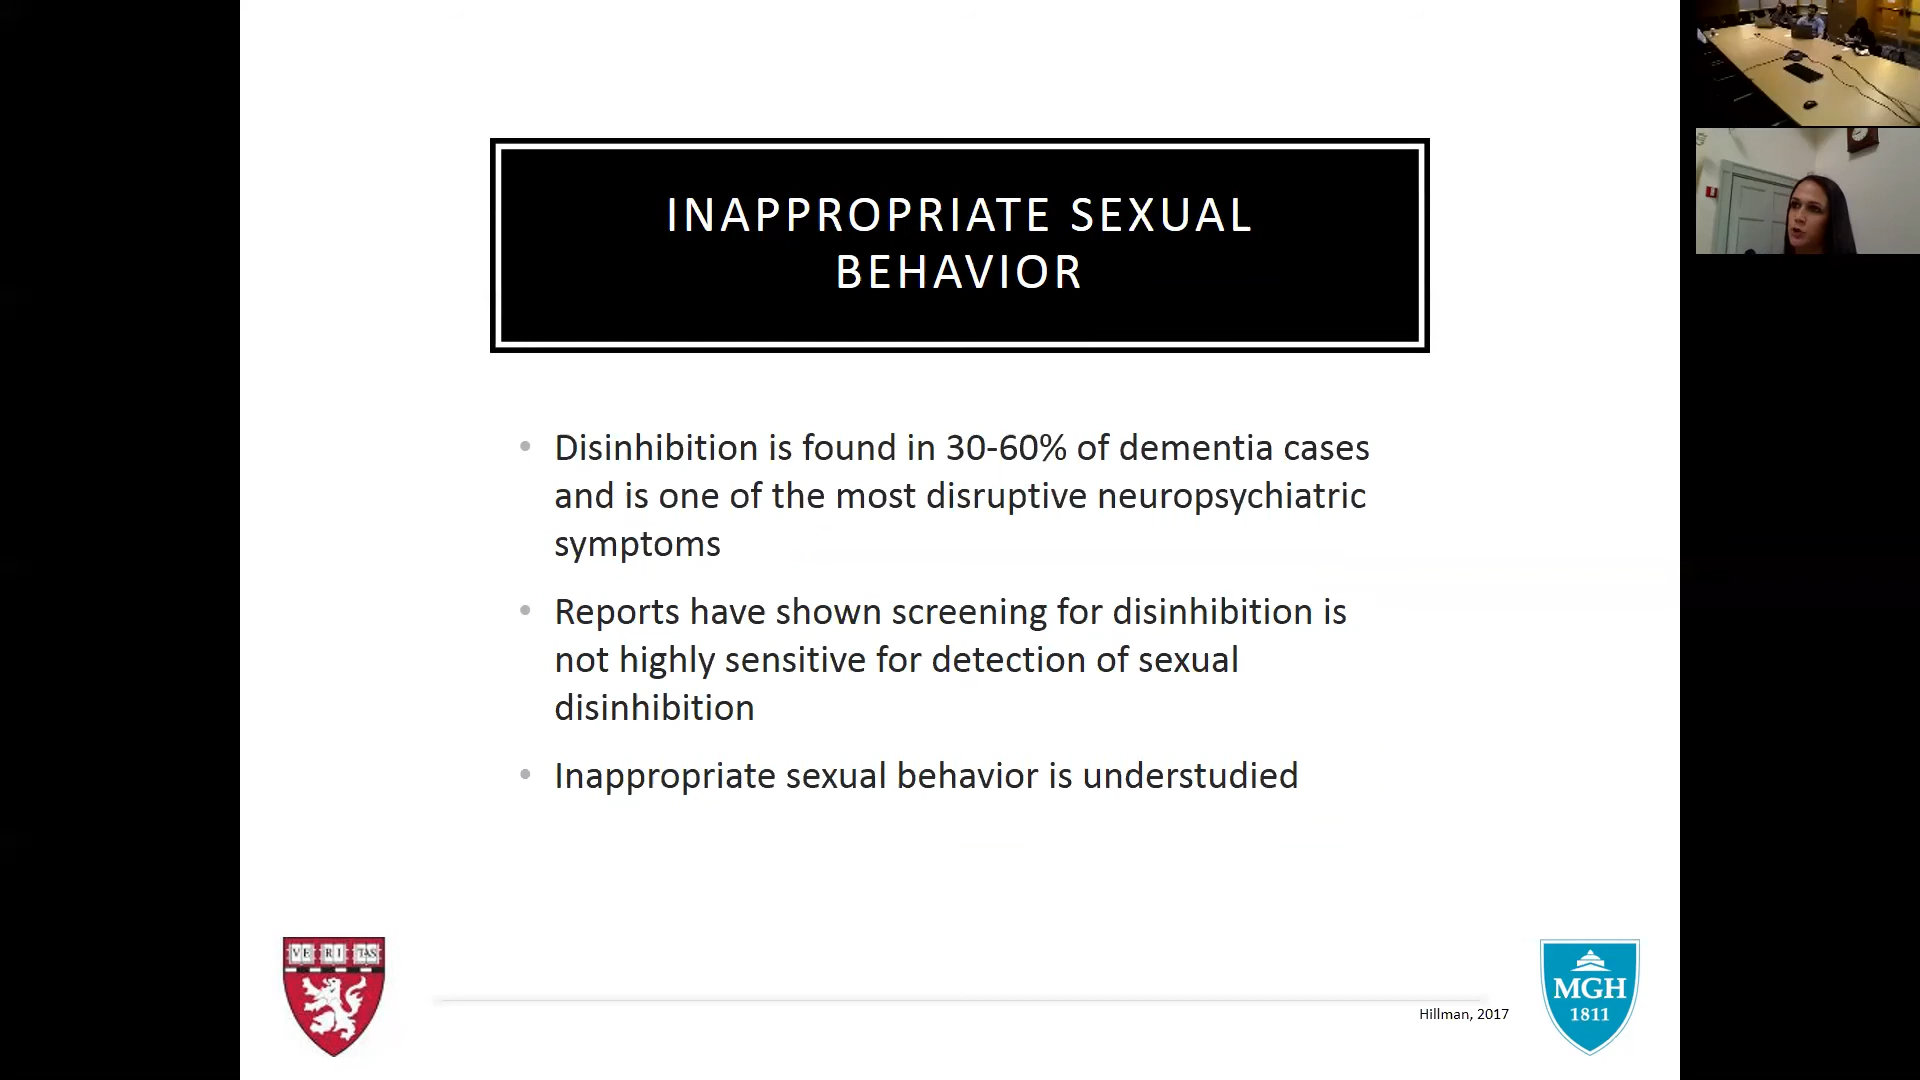 INAPPROPRIATE SEXUAL
BEHAVIOR
• Disinhibition is found in 30-60% of dementia cases
and is one of the most disruptive neuropsychiatric
symptoms
• Reports have shown screening for disinhibition is
not highly sensitive for detection of sexual
disinhibition
• Inappropriate sexual behavior is understudied
VE RI TAS
Hillman, 2017
MGH
1811